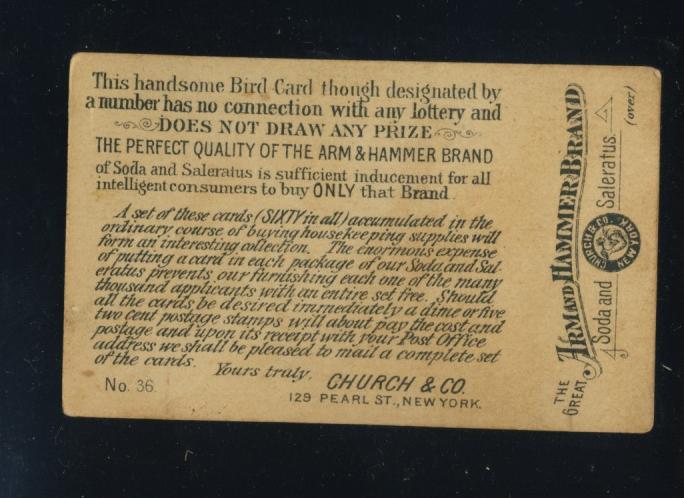 This handsome Bird Card though designated by
a number has no connection with any lottery and
DOES NOT DRAW ANY PRIZE
THE PERFECT QUALITY OF THE ARM & HAMMER BRAND
of Soda and Saleratus is sufficient inducement for all
intelligent consumers to buy ONLY that Brand.
A set of these cards (SIXTY in all) accumulated in the
ordinary course of buying housekeeping supplies will
form an interesting collection. The enormous expense
of putting a card in each package of our Soda and Sal-
eratus prevents our furnishing each one of the many
thousand applicants with an entire set free. Should
all the cards be desired immediately a dime or five
two cent postage stamps will about pay the cost and
postage and upon its receipt with your Post Office
address we shall be pleased to mail a complete set
of the cards.
Yours truly,
CHURCH & CO.
No. 36.
129 PEARL ST., NEW YORK.
THE GREAT
ARM AND HAMMER BRAND
Soda and
CHURCH & CO.
NEW YORK
Saleratus.
(over)